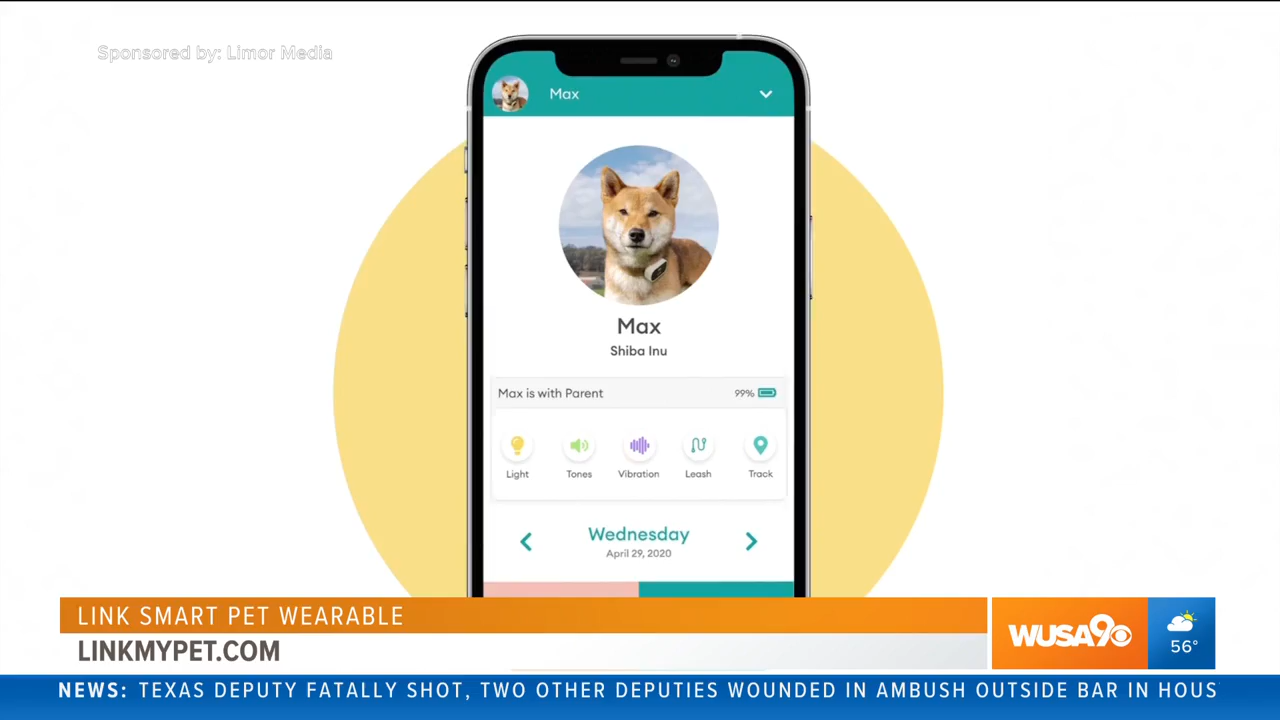 Sponsored by: Limor Media
Max
Max
Shiba Inu
Max is with Parent 99%
Light Tones Vibration Leash Track
Wednesday
April 29, 2020
LINK SMART PET WEARABLE
LINKMYPET.COM
WUSA9
56°
NEWS: TEXAS DEPUTY FATALLY SHOT, TWO OTHER DEPUTIES WOUNDED IN AMBUSH OUTSIDE BAR IN HOUS